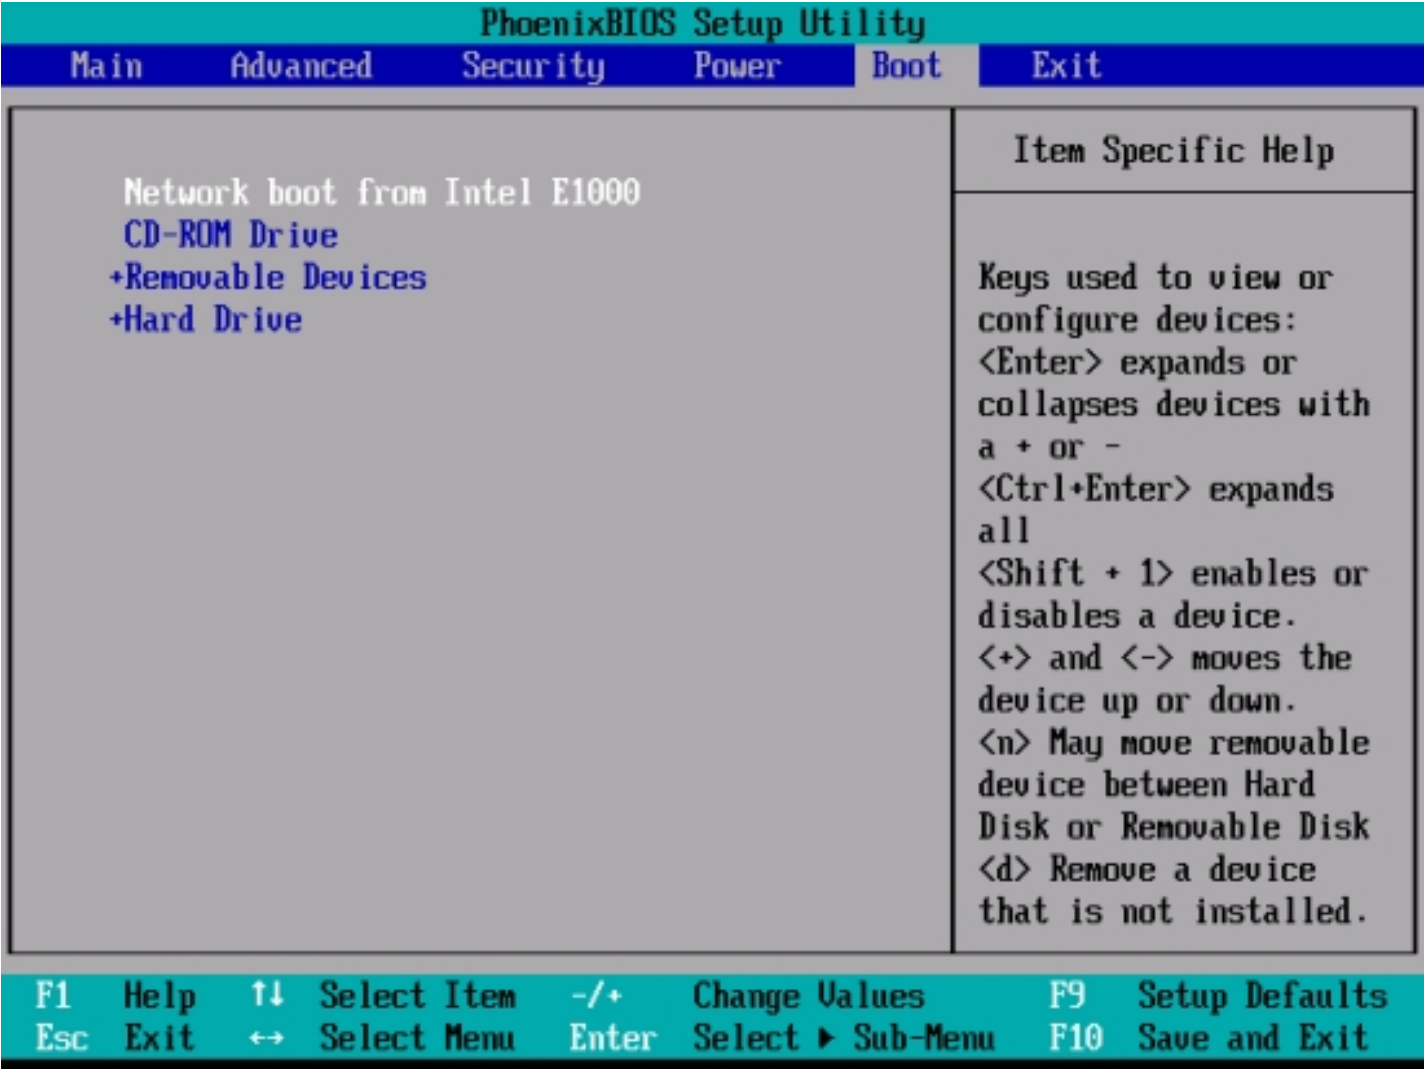 PhoenixBIOS Setup Utility
Main Advanced Security Power Boot Exit
Network boot from Intel E1000
CD-ROM Drive
+Removable Devices
+Hard Drive
Item Specific Help
Keys used to view or
configure devices:
<Enter> expands or
collapses devices with
a + or -
<Ctrl+Enter> expands
all
<Shift + 1> enables or
disables a device.
<+> and <-> moves the
device up or down.
<n> May move removable
device between Hard
Disk or Removable Disk
<d> Remove a device
that is not installed.
F1 Help ↑↓ Select Item -/+ Change Values F9 Setup Defaults
Esc Exit ↔ Select Menu Enter Select ▶ Sub-Menu F10 Save and Exit